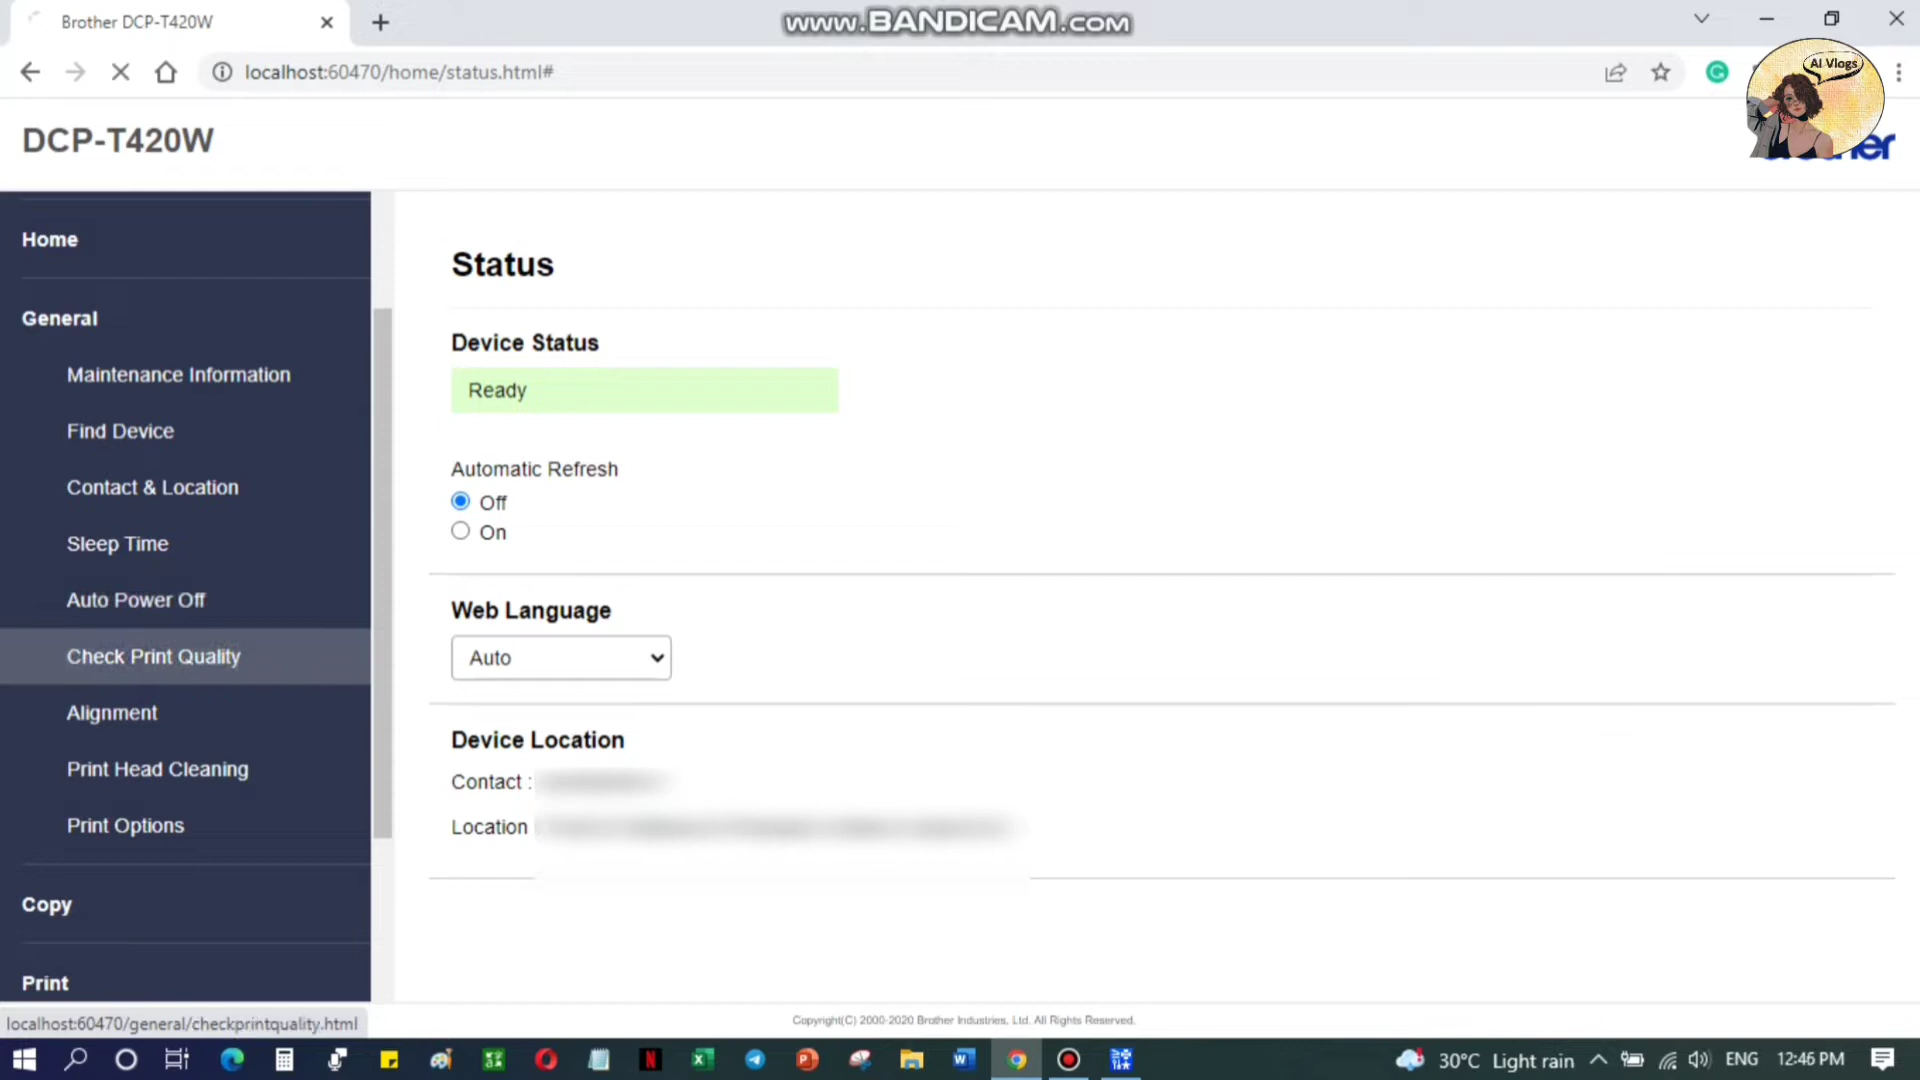 Brother DCP-T420W
www.BANDICAM.com
localhost:60470/home/status.html#
AI Vlogs
DCP-T420W
Home
General
Maintenance Information
Find Device
Contact & Location
Sleep Time
Auto Power Off
Check Print Quality
Alignment
Print Head Cleaning
Print Options
Copy
Print
Status
Device Status
Ready
Automatic Refresh
Off
On
Web Language
Auto
Device Location
Contact :
Location
localhost:60470/general/checkprintquality.html
Copyright(C) 2000-2020 Brother Industries, Ltd. All Rights Reserved.
30°C Light rain
ENG
12:46 PM